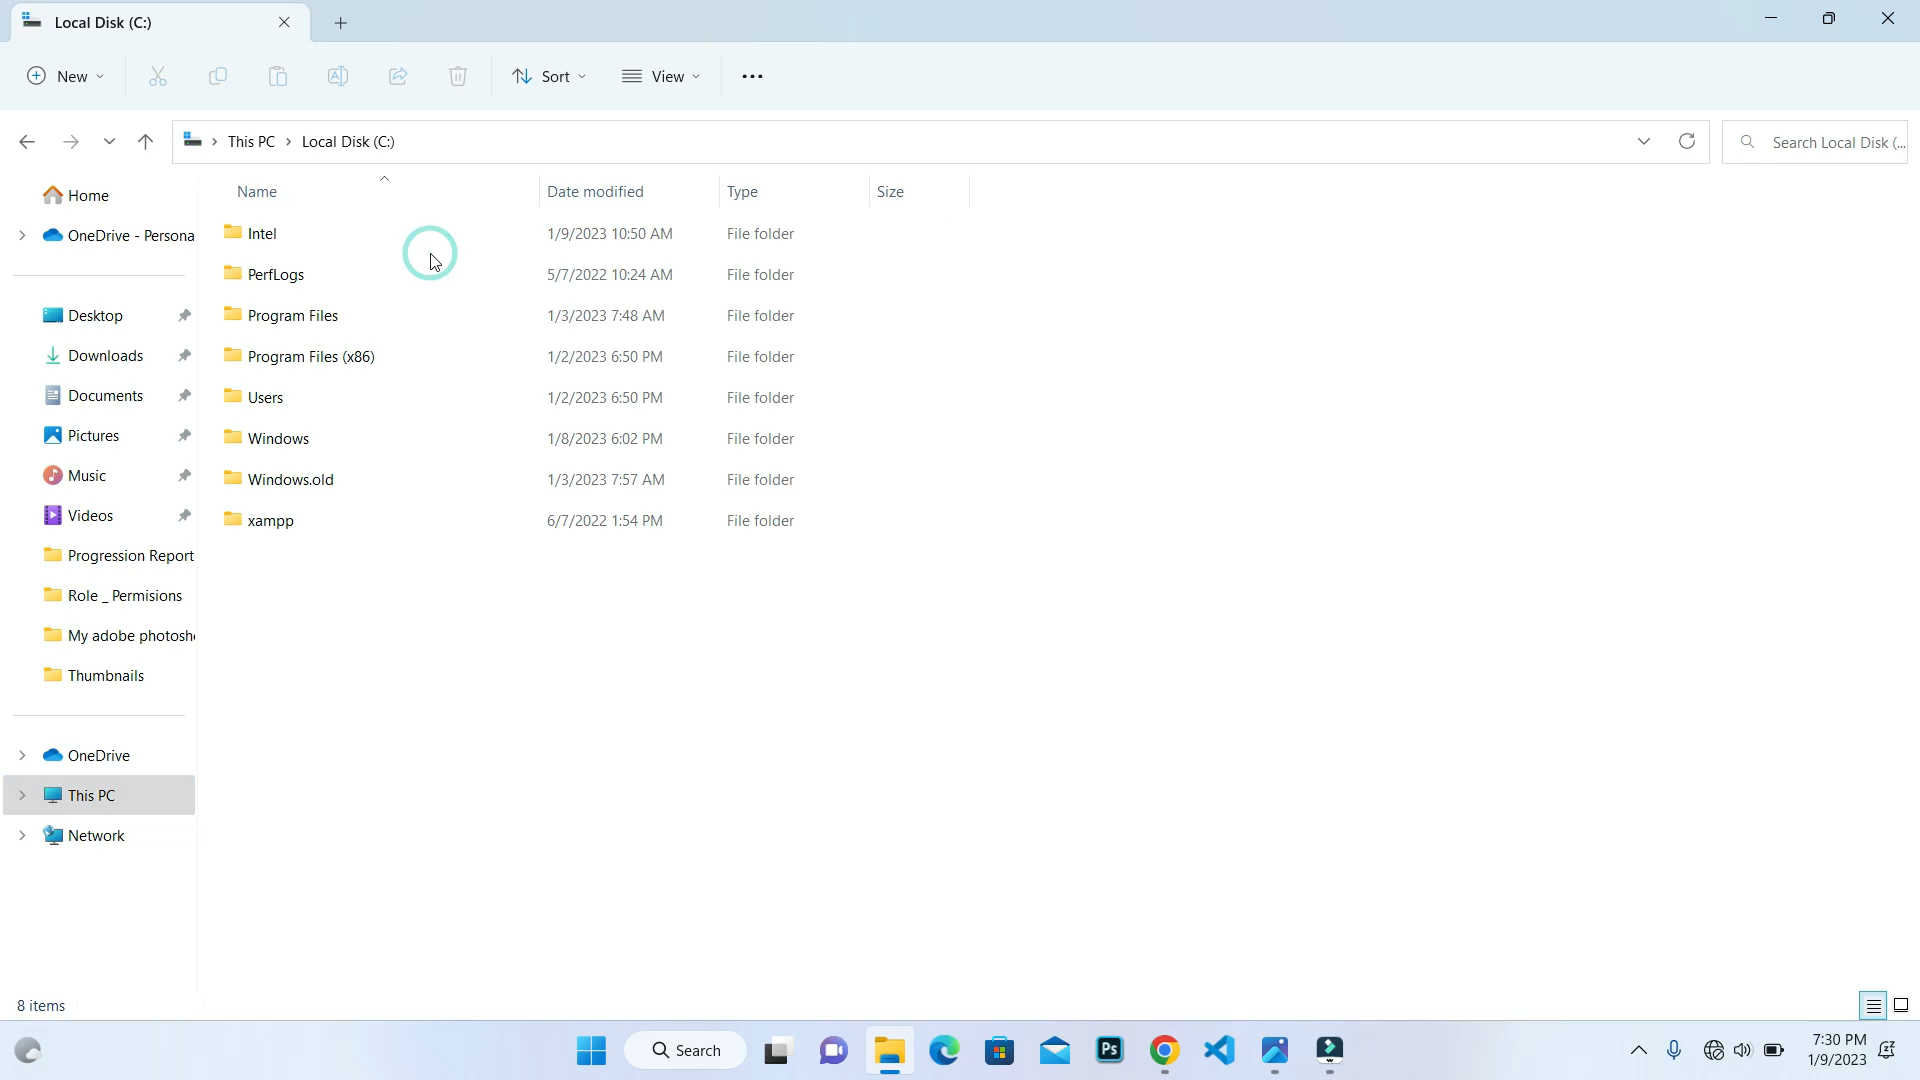 Local Disk (C:)
New Sort View
This PC Local Disk (C:) Search Local Disk (...
Name Date modified Type Size
Home
OneDrive - Persona
Desktop
Downloads
Documents
Pictures
Music
Videos
Progression Report
Role _ Permisions
My adobe photosh
Thumbnails
OneDrive
This PC
Network
Intel 1/9/2023 10:50 AM File folder
PerfLogs 5/7/2022 10:24 AM File folder
Program Files 1/3/2023 7:48 AM File folder
Program Files (x86) 1/2/2023 6:50 PM File folder
Users 1/2/2023 6:50 PM File folder
Windows 1/8/2023 6:02 PM File folder
Windows.old 1/3/2023 7:57 AM File folder
xampp 6/7/2022 1:54 PM File folder
8 items
Search
Ps
7:30 PM
1/9/2023